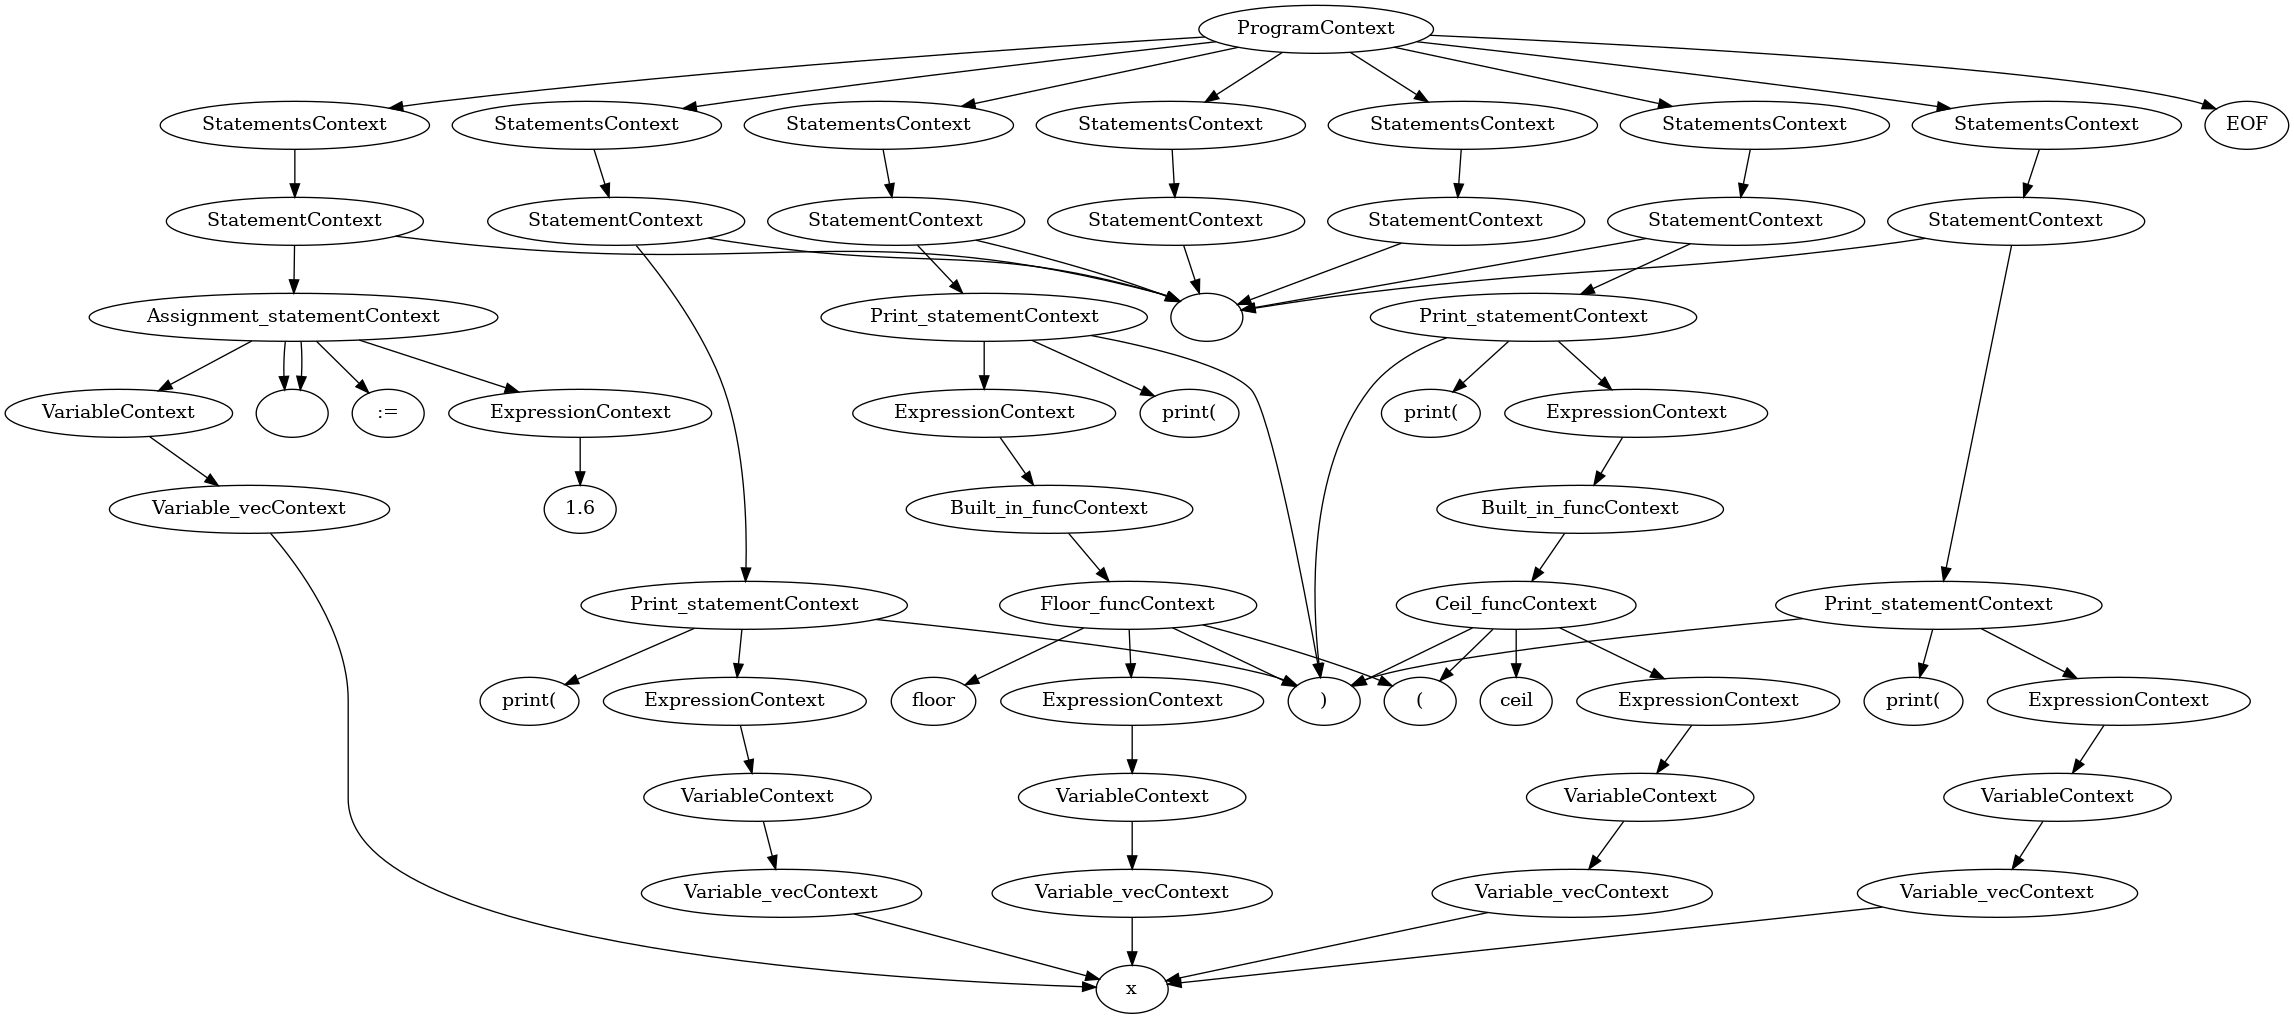 ProgramContext
StatementsContext
StatementsContext
StatementsContext
StatementsContext
StatementsContext
StatementsContext
StatementsContext
EOF
StatementContext
StatementContext
StatementContext
StatementContext
StatementContext
StatementContext
StatementContext
Assignment_statementContext
Print_statementContext
Print_statementContext
VariableContext
:=
ExpressionContext
ExpressionContext
print(
print(
ExpressionContext
Variable_vecContext
1.6
Built_in_funcContext
Built_in_funcContext
Print_statementContext
Floor_funcContext
Ceil_funcContext
Print_statementContext
print(
ExpressionContext
floor
ExpressionContext
)
(
ceil
ExpressionContext
print(
ExpressionContext
VariableContext
VariableContext
VariableContext
VariableContext
Variable_vecContext
Variable_vecContext
Variable_vecContext
Variable_vecContext
x